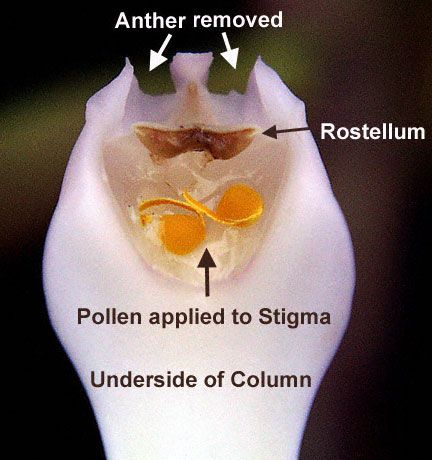 Anther removed
Rostellum
Pollen applied to Stigma
Underside of Column